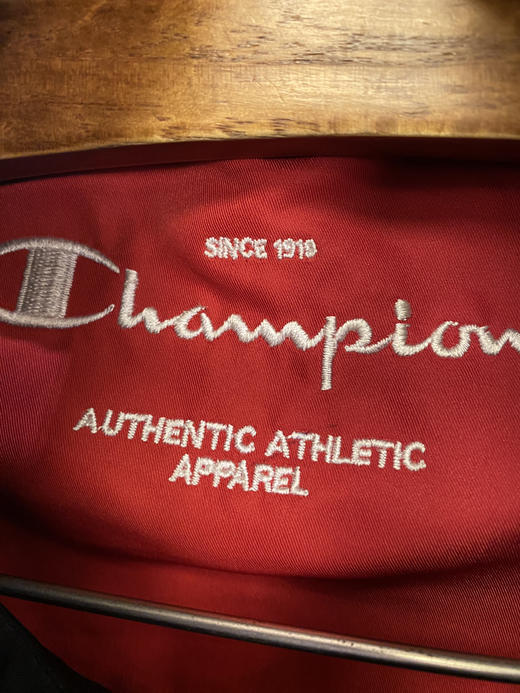 SINCE 1919
Champion
AUTHENTIC ATHLETIC
APPAREL